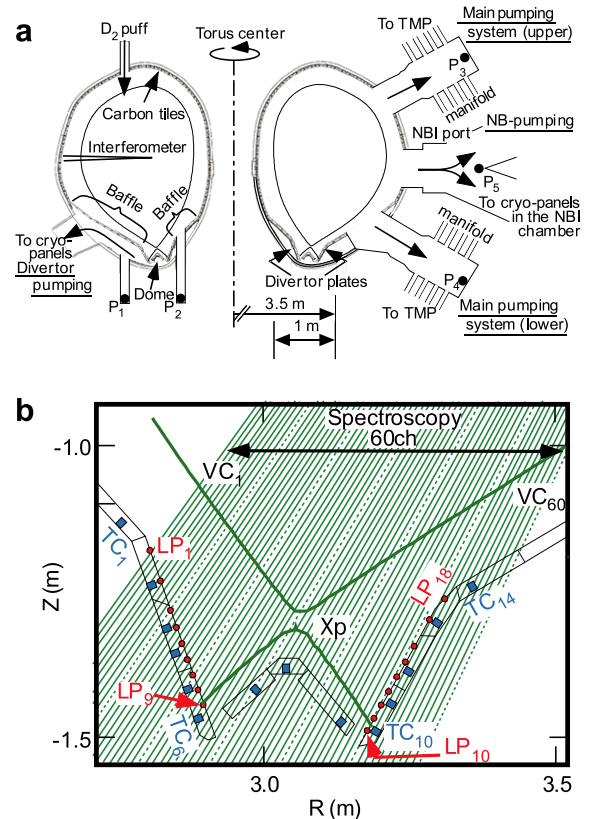 a
D2 puff
Torus center
To TMP
Main pumping
system (upper)
P3
Carbon tiles
manifold
Interferometer
NBI port
NB-pumping
P5
Baffle
Baffle
To cryo-panels
in the NBI
chamber
To cryo-
panels
Divertor
pumping
manifold
Dome
Divertor plates
P1
P2
P4
3.5 m
To TMP
Main pumping
system (lower)
1 m
b
Spectroscopy
60ch
-1.0
VC1
VC60
TC1
LP1
LP18
TC14
Z (m)
Xp
LP9
TC6
TC10
LP10
-1.5
3.0
3.5
R (m)